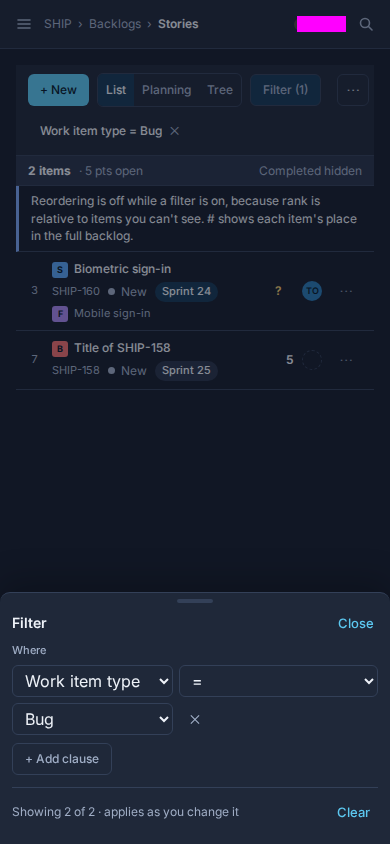 SHIP › Backlogs › Stories
+ New List Planning Tree Filter (1) ...
Work item type = Bug ×
2 items · 5 pts open Completed hidden
Reordering is off while a filter is on, because rank is
relative to items you can't see. # shows each item's place
in the full backlog.
S Biometric sign-in
3 SHIP-160 New Sprint 24 ? TO ...
F Mobile sign-in
B Title of SHIP-158
7 SHIP-158 New Sprint 25 5 ...
Filter Close
Where
Work item type =
Bug ×
+ Add clause
Showing 2 of 2 · applies as you change it Clear